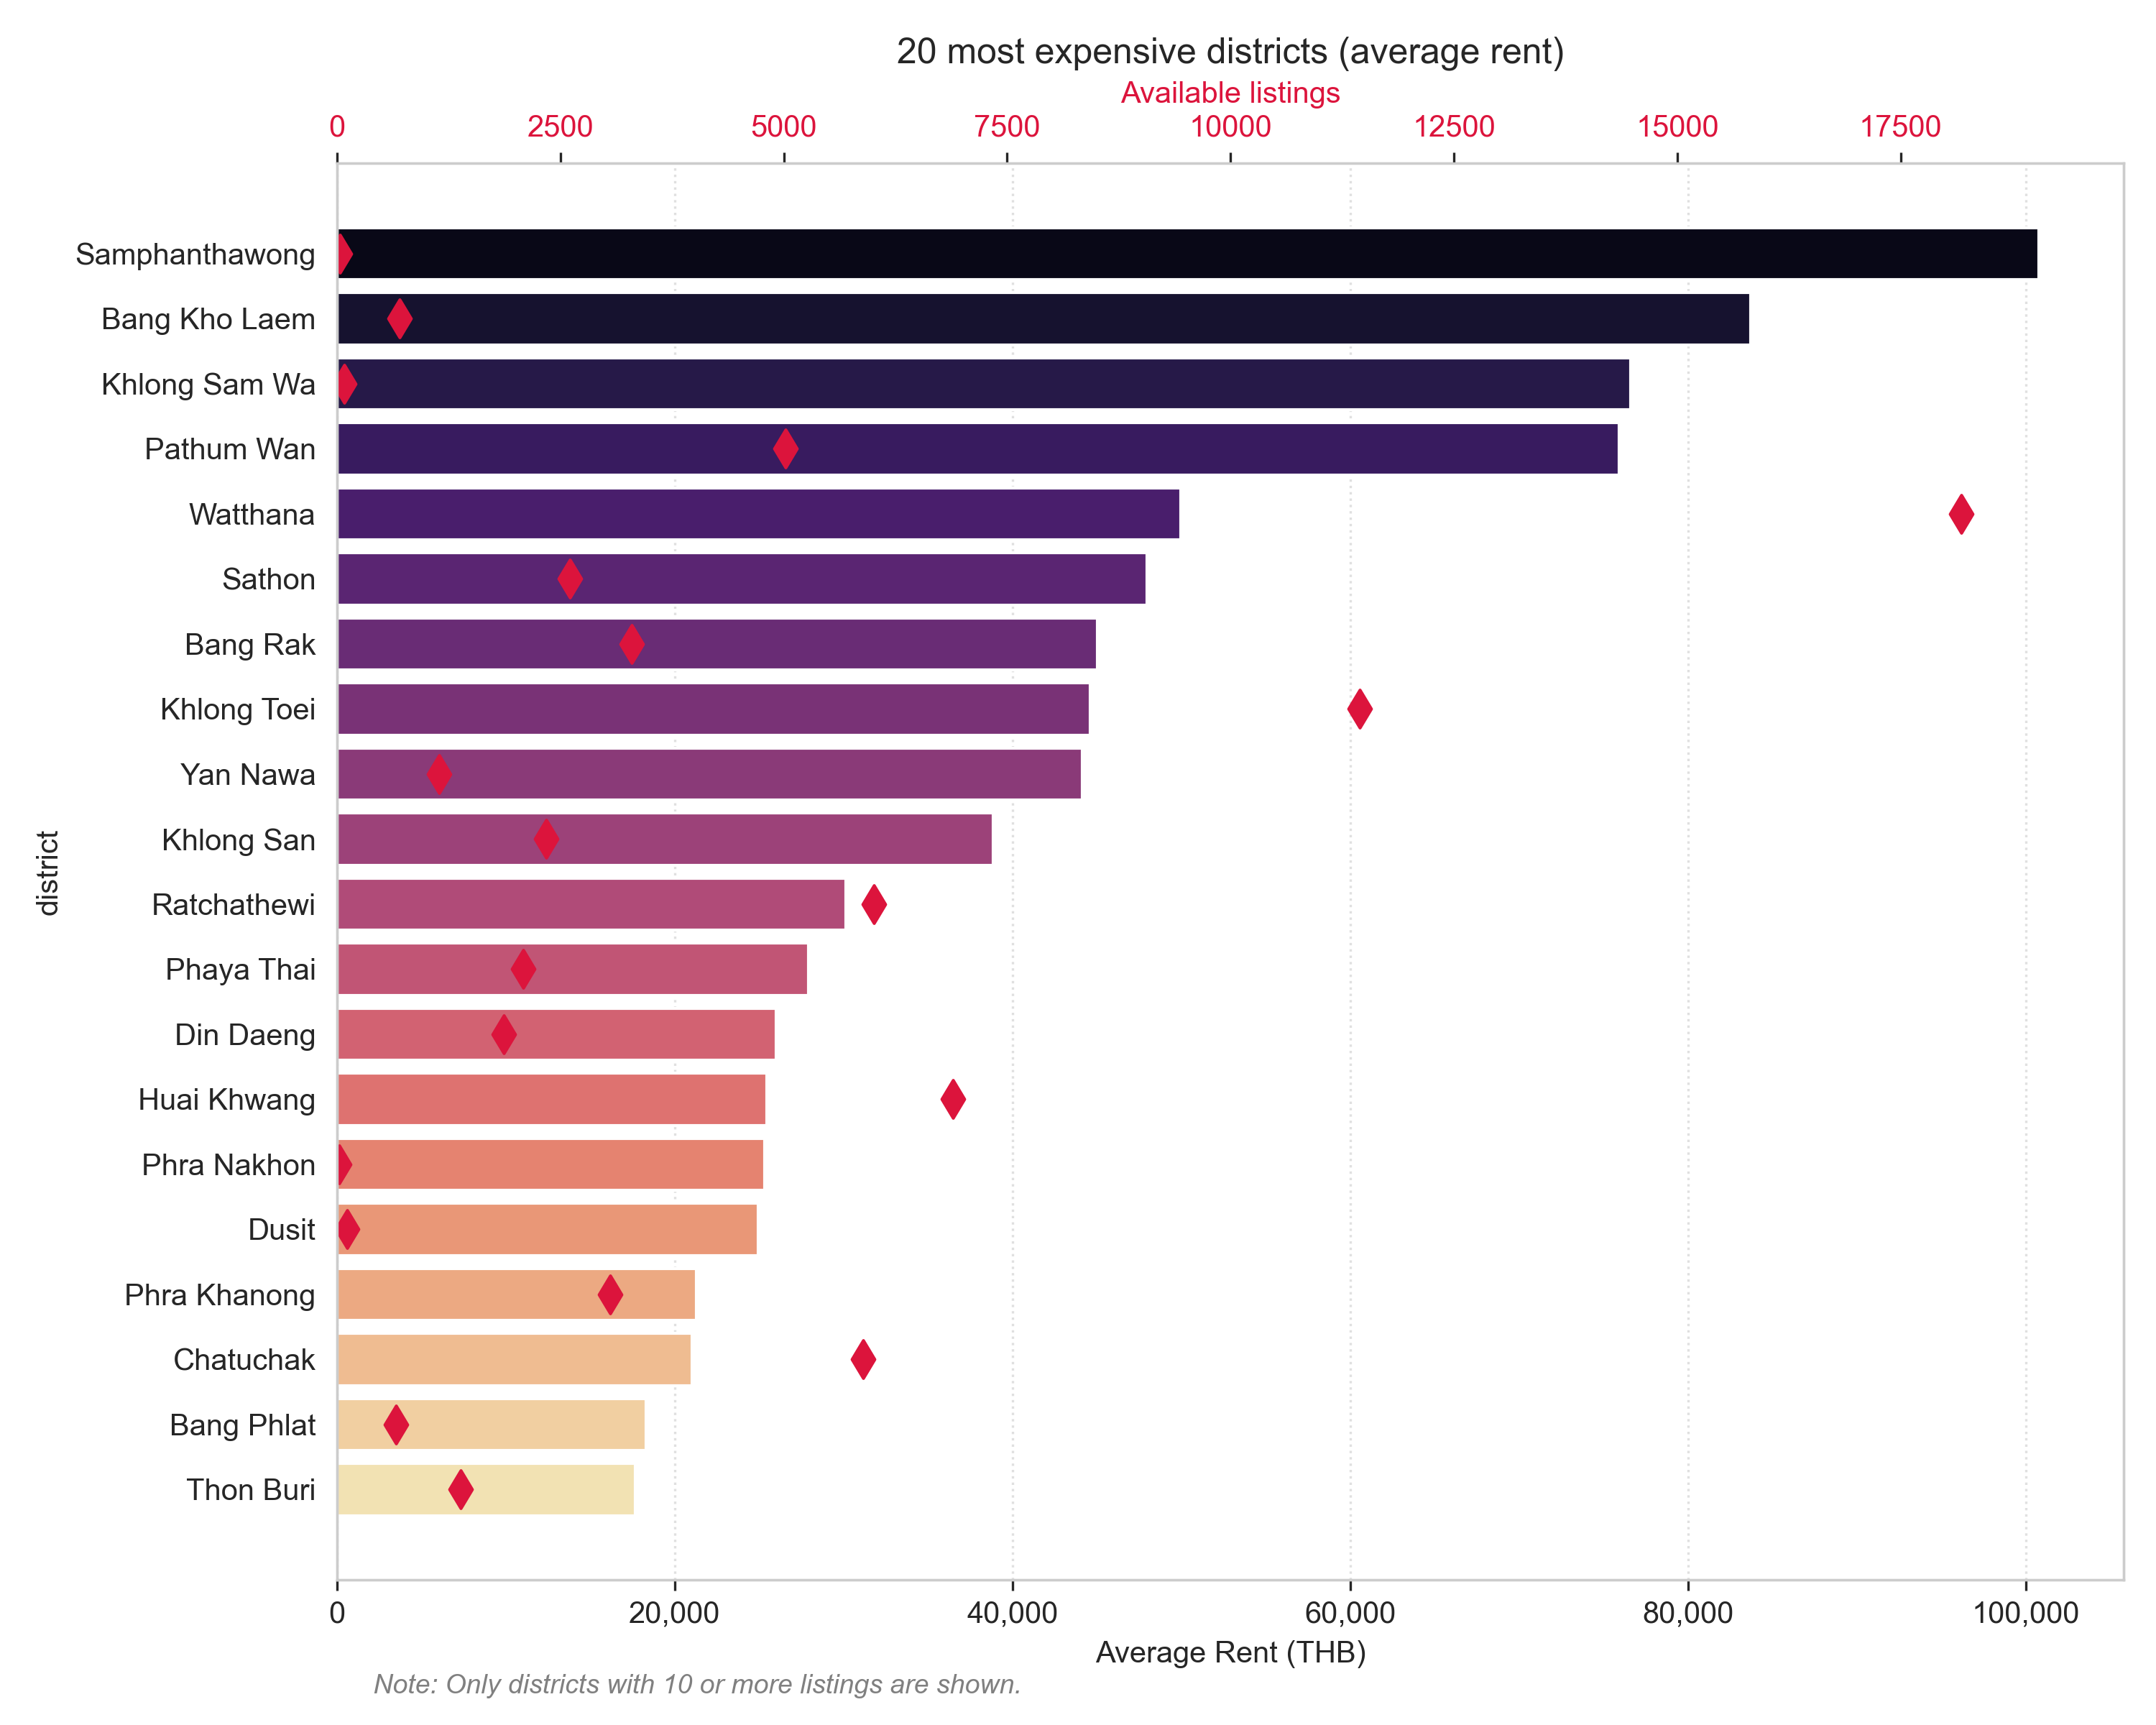 20 most expensive districts (average rent)
Available listings
0 2500 5000 7500 10000 12500 15000 17500
Samphanthawong
Bang Kho Laem
Khlong Sam Wa
Pathum Wan
Watthana
Sathon
Bang Rak
Khlong Toei
Yan Nawa
Khlong San
Ratchathewi
Phaya Thai
Din Daeng
Huai Khwang
Phra Nakhon
Dusit
Phra Khanong
Chatuchak
Bang Phlat
Thon Buri
district
0 20,000 40,000 60,000 80,000 100,000
Average Rent (THB)
Note: Only districts with 10 or more listings are shown.